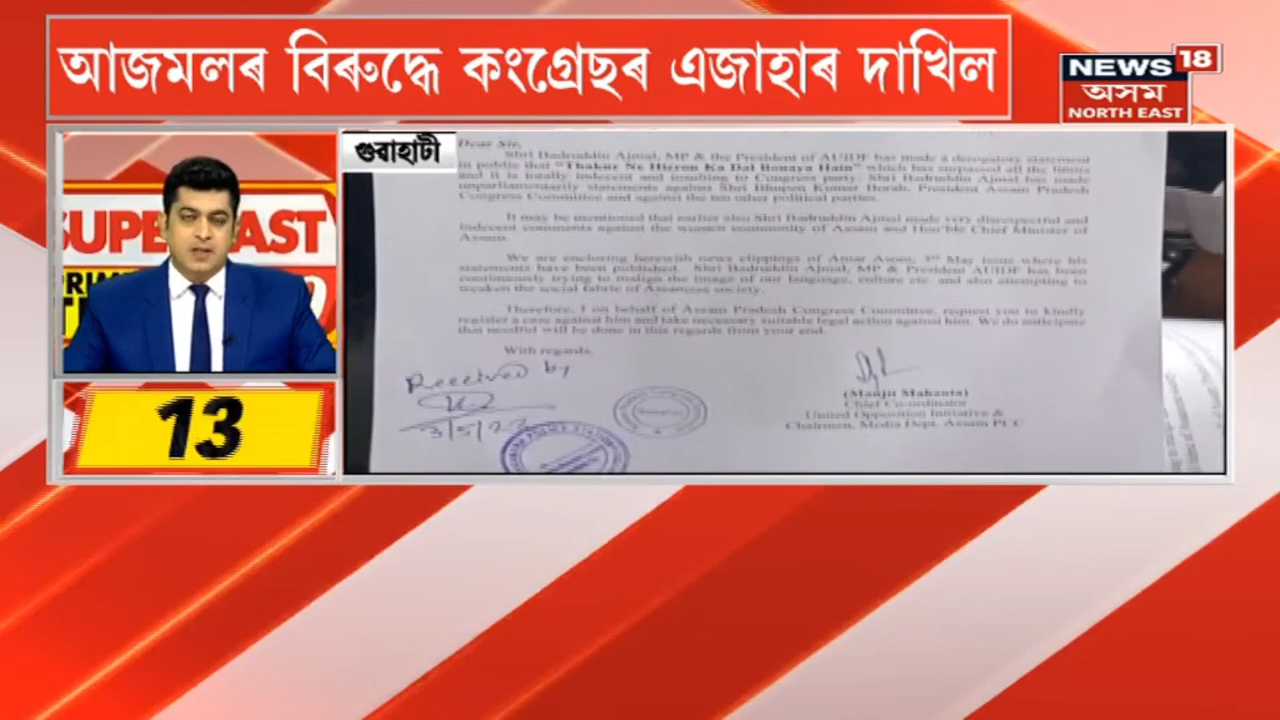 আজমলৰ বিৰুদ্ধে কংগ্ৰেছৰ এজাহাৰ দাখিল
NEWS 18
অসম
NORTH EAST
গুৱাহাটী
SUPERFAST
13
Dear Sir,
Shri Badruddin Ajmal, MP & the President of AUIDF has made a derogatory statement
in public that "Thakur Ne Hizron Ka Dal Banaya Hain" which has surpassed all the limits
and it is totally indecent and insulting to Congress party. Shri Badruddin Ajmal has made
unparliamentarily statements against Shri Bhupen Kumar Borah, President Assam Pradesh
Congress Committee and against the ten other political parties.
It may be mentioned that earlier also Shri Badruddin Ajmal made very disrespectful and
indecent comments against the women community of Assam and Hon'ble Chief Minister of
Assam.
We are enclosing herewith news clippings of Amar Asom, 3rd May issue where his
statements have been published. Shri Badruddin Ajmal, MP & President AUIDF has been
continuously trying to malign the image of our language, culture etc. and also attempting to
weaken the social fabric of Assamese society.
Therefore, I on behalf of Assam Pradesh Congress Committee, request you to kindly
register a case against him and take necessary suitable legal action against him. We do anticipate
that needful will be done in this regards from your end.
With regards,
Received by
3/5/23
(Manju Mahanta)
Chief Co-ordinator
United Opposition Initiative &
Chairmen, Media Dept. Assam PCC